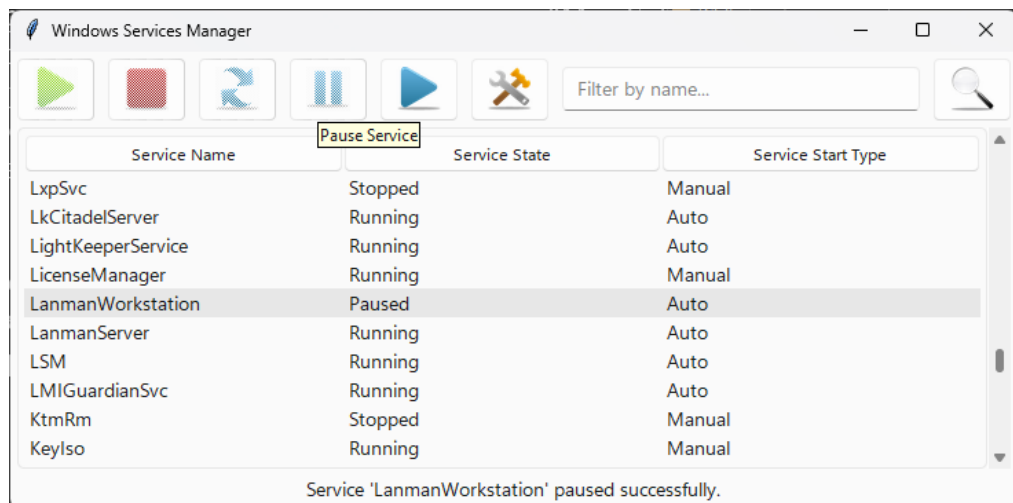 Windows Services Manager
Filter by name...
Pause Service
Service Name Service State Service Start Type
LxpSvc Stopped Manual
LkCitadelServer Running Auto
LightKeeperService Running Auto
LicenseManager Running Manual
LanmanWorkstation Paused Auto
LanmanServer Running Auto
LSM Running Auto
LMIGuardianSvc Running Auto
KtmRm Stopped Manual
KeyIso Running Manual
Service 'LanmanWorkstation' paused successfully.